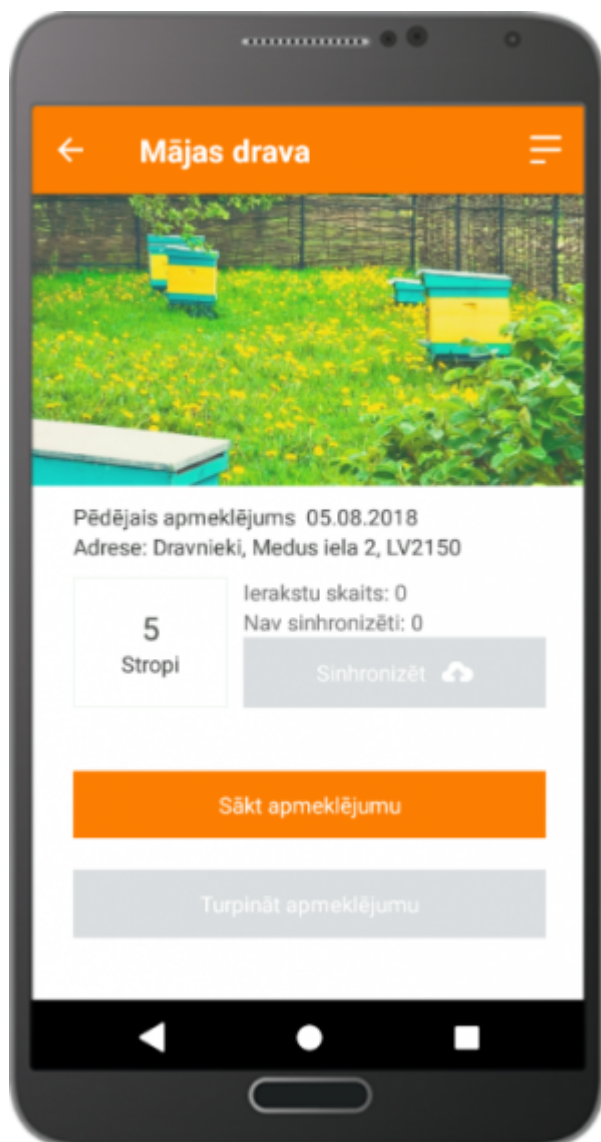 Mājas drava
Pēdējais apmeklējums 05.08.2018
Adrese: Dravnieki, Medus iela 2, LV2150
5
Stropi
Ierakstu skaits: 0
Nav sinhronizēti: 0
Sinhronizēt
Sākt apmeklējumu
Turpināt apmeklējumu